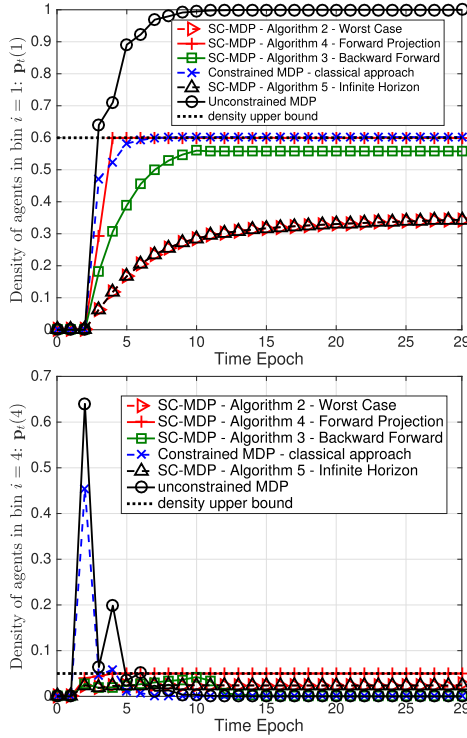 1
0.9
0.8
0.7
0.6
0.5
0.4
0.3
0.2
0.1
0
Density of agents in bin i = 1: pt(1)
SC-MDP - Algorithm 2 - Worst Case
SC-MDP - Algorithm 4 - Forward Projection
SC-MDP - Algorithm 3 - Backward Forward
Constrained MDP - classical approach
SC-MDP - Algorithm 5 - Infinite Horizon
Unconstrained MDP
density upper bound
0 5 10 15 20 25 29
Time Epoch
0.7
0.6
0.5
0.4
0.3
0.2
0.1
0
Density of agents in bin i = 4: pt(4)
SC-MDP - Algorithm 2 - Worst Case
SC-MDP - Algorithm 4 - Forward Projection
SC-MDP - Algorithm 3 - Backward Forward
Constrained MDP - classical approach
SC-MDP - Algorithm 5 - Infinite Horizon
unconstrained MDP
density upper bound
0 5 10 15 20 25 29
Time Epoch